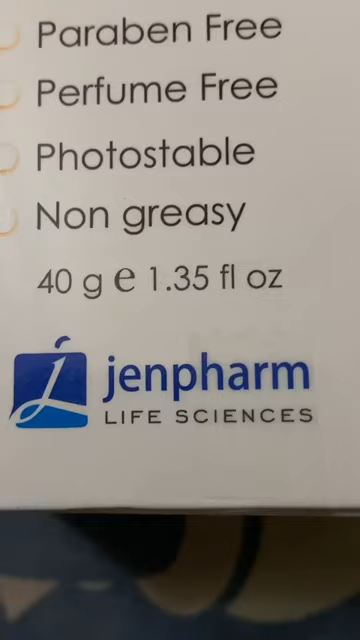 Paraben Free
Perfume Free
Photostable
Non greasy
40 g e 1.35 fl oz
jenpharm
LIFE SCIENCES